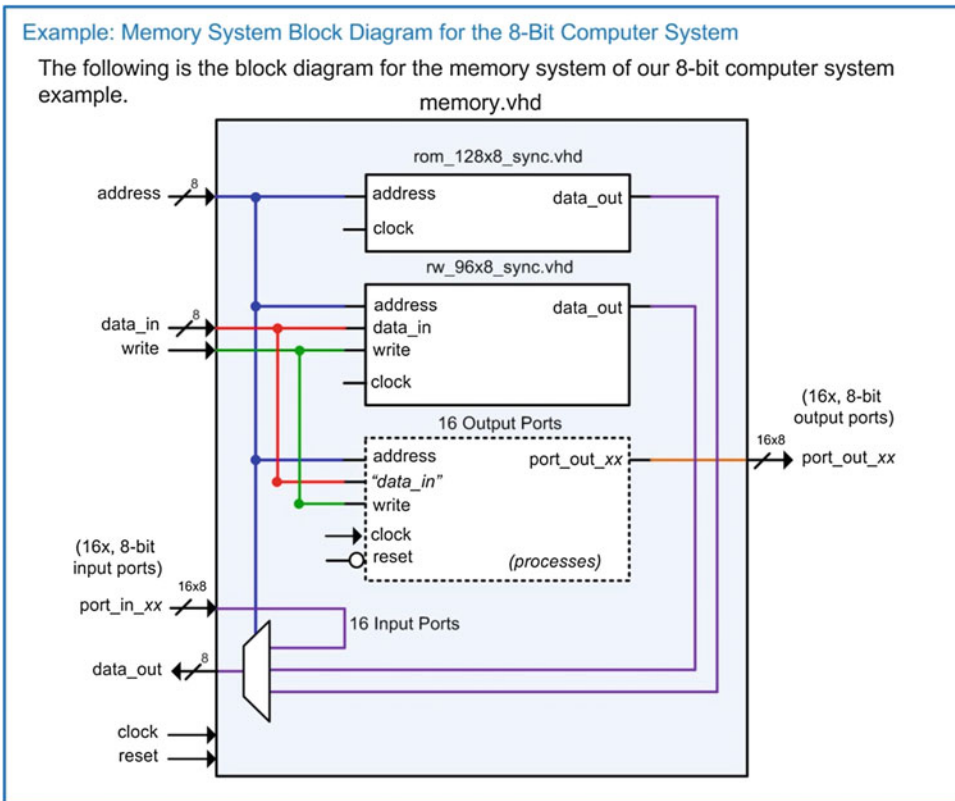 Example: Memory System Block Diagram for the 8-Bit Computer System
The following is the block diagram for the memory system of our 8-bit computer system
example.
memory.vhd
rom_128x8_sync.vhd
address
8
address
data_out
clock
rw_96x8_sync.vhd
address
data_out
data_in
8
data_in
write
write
clock
16 Output Ports
(16x, 8-bit
output ports)
address
port_out_xx
16x8
port_out_xx
“data_in”
write
clock
reset
(processes)
(16x, 8-bit
input ports)
16x8
port_in_xx
16 Input Ports
data_out
8
clock
reset